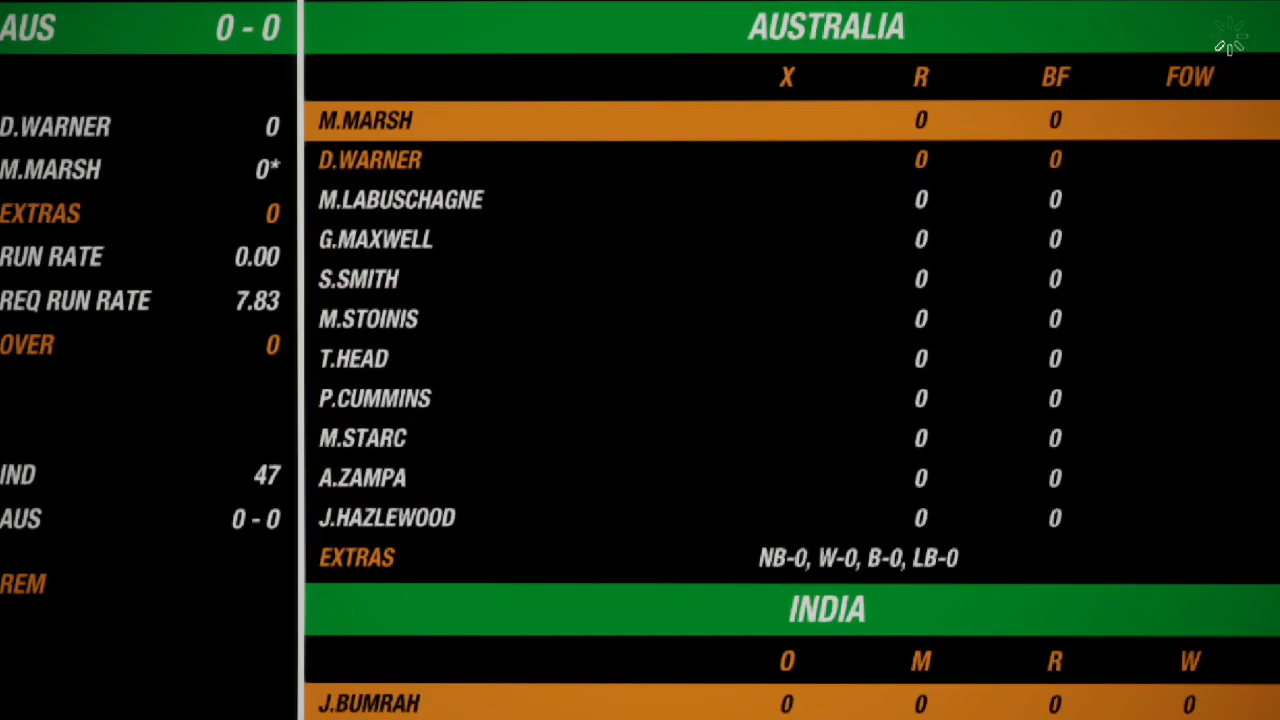 AUS 0 - 0
D.WARNER 0
M.MARSH 0*
EXTRAS 0
RUN RATE 0.00
REQ RUN RATE 7.83
OVER 0
IND 47
AUS 0 - 0
REM
AUSTRALIA
X R BF FOW
M.MARSH 0 0
D.WARNER 0 0
M.LABUSCHAGNE 0 0
G.MAXWELL 0 0
S.SMITH 0 0
M.STOINIS 0 0
T.HEAD 0 0
P.CUMMINS 0 0
M.STARC 0 0
A.ZAMPA 0 0
J.HAZLEWOOD 0 0
EXTRAS NB-0, W-0, B-0, LB-0
INDIA
O M R W
J.BUMRAH 0 0 0 0